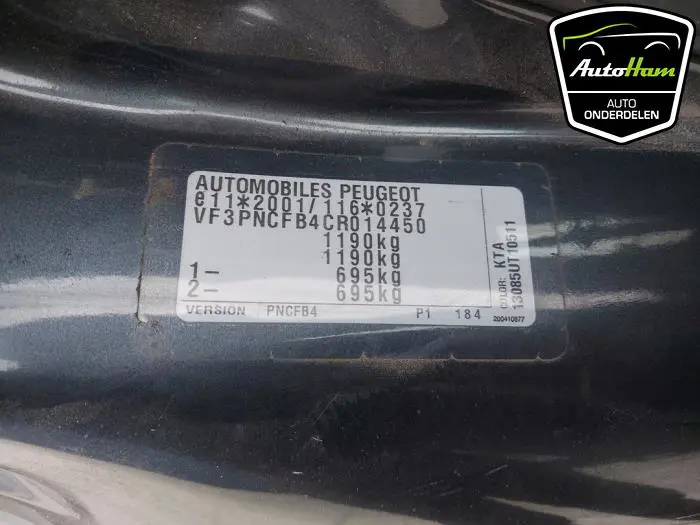 AutoHam
AUTO
ONDERDELEN
AUTOMOBILES PEUGEOT
e11*2001/116*0237
VF3PNCFB4CR014450
1190kg
1190kg
1- 695kg
2- 695kg
VERSION PNCFB4 P1 184
COLOR: KTA
13085UT10511
200410877